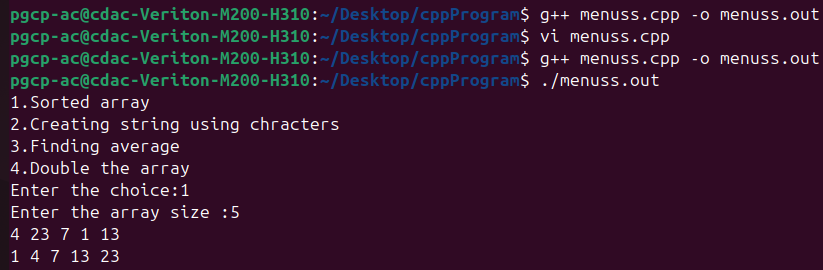 pgcp-ac@cdac-Veriton-M200-H310:~/Desktop/cppProgram$ g++ menuss.cpp -o menuss.out
pgcp-ac@cdac-Veriton-M200-H310:~/Desktop/cppProgram$ vi menuss.cpp
pgcp-ac@cdac-Veriton-M200-H310:~/Desktop/cppProgram$ g++ menuss.cpp -o menuss.out
pgcp-ac@cdac-Veriton-M200-H310:~/Desktop/cppProgram$ ./menuss.out
1.Sorted array
2.Creating string using chracters
3.Finding average
4.Double the array
Enter the choice:1
Enter the array size :5
4 23 7 1 13
1 4 7 13 23